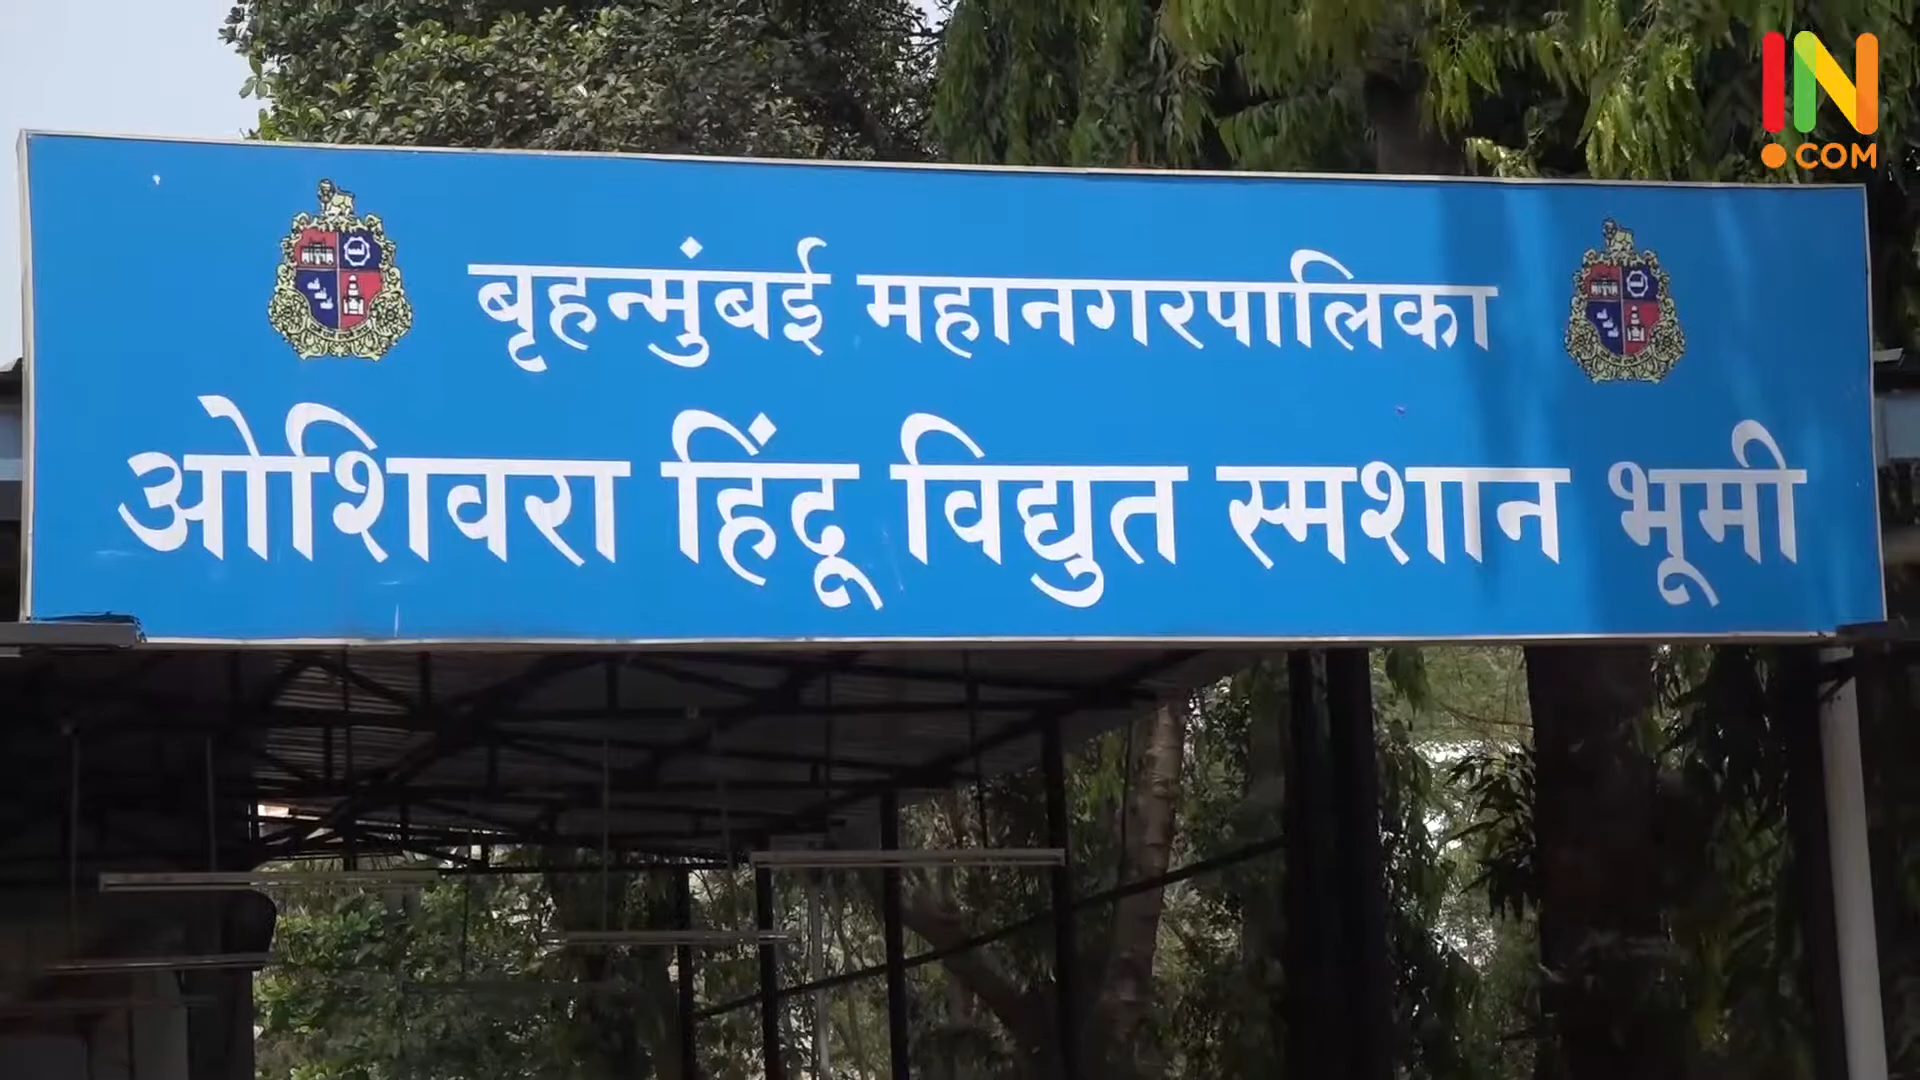 IN
.COM
बृहन्मुंबई महानगरपालिका
ओशिवरा हिंदू विद्युत स्मशान भूमी